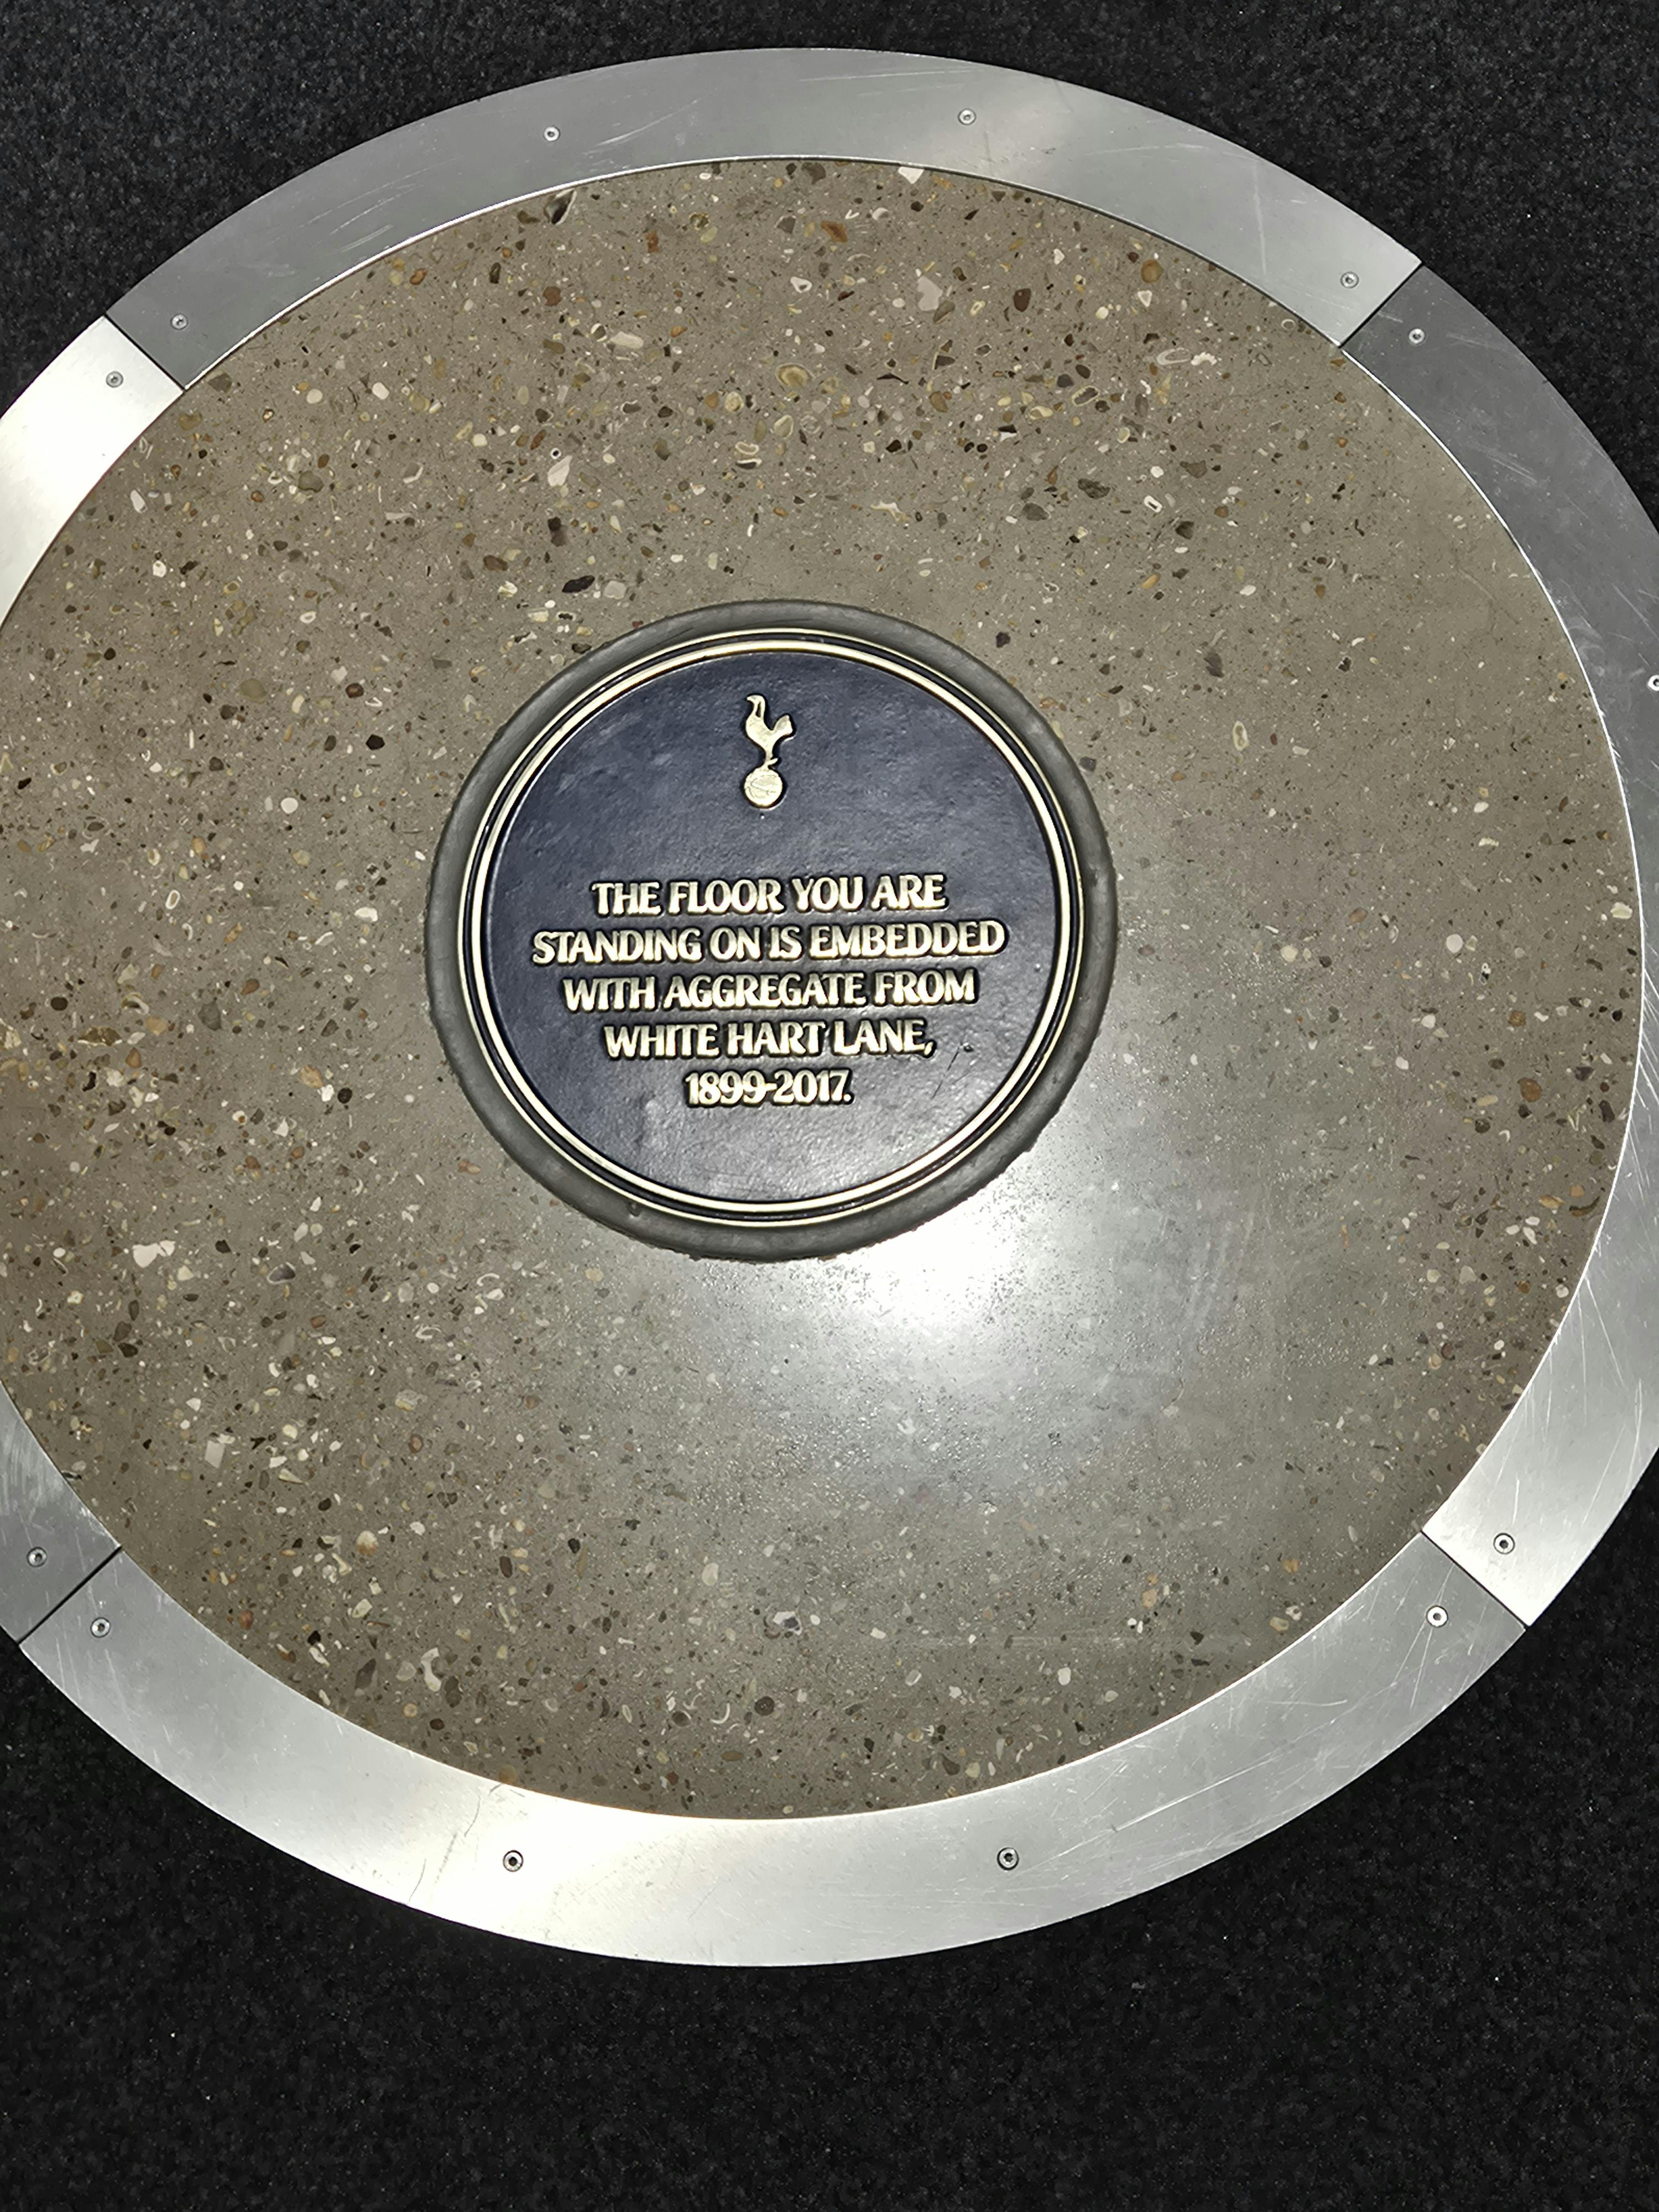 THE FLOOR YOU ARE
STANDING ON IS EMBEDDED
WITH AGGREGATE FROM
WHITE HART LANE,
1899-2017.